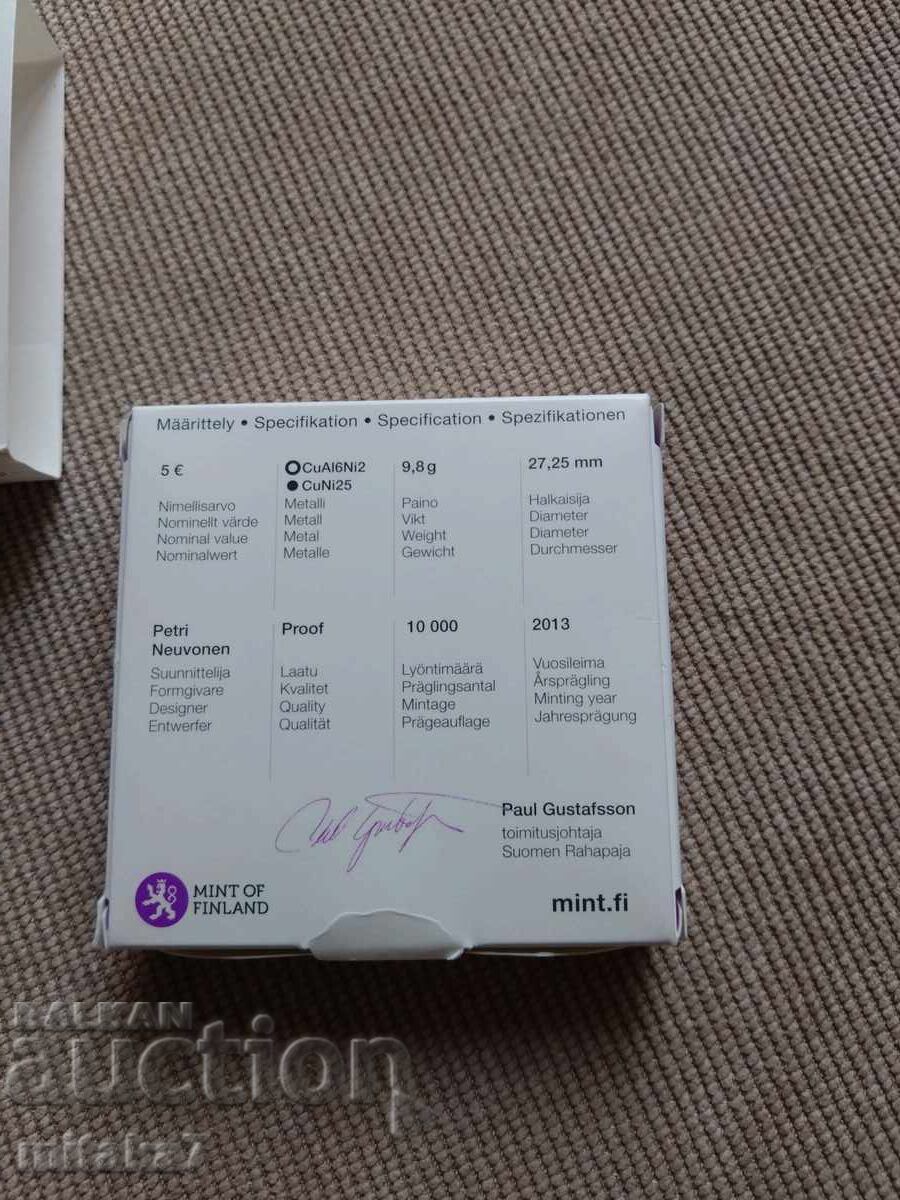 Määrittely • Specifikation • Specification • Spezifikationen
5 €
Nimellisarvo
Nominellt värde
Nominal value
Nominalwert
CuAl6Ni2
CuNi25
Metalli
Metall
Metal
Metalle
9,8 g
Paino
Vikt
Weight
Gewicht
27,25 mm
Halkaisija
Diameter
Diameter
Durchmesser
Petri
Neuvonen
Suunnittelija
Formgivare
Designer
Entwerfer
Proof
Laatu
Kvalitet
Quality
Qualität
10 000
Lyöntimäärä
Präglingsantal
Mintage
Prägeauflage
2013
Vuosileima
Årsprägling
Minting year
Jahresprägung
Paul Gustafsson
toimitusjohtaja
Suomen Rahapaja
MINT OF
FINLAND
mint.fi
BALKAN
auction
mitaka7